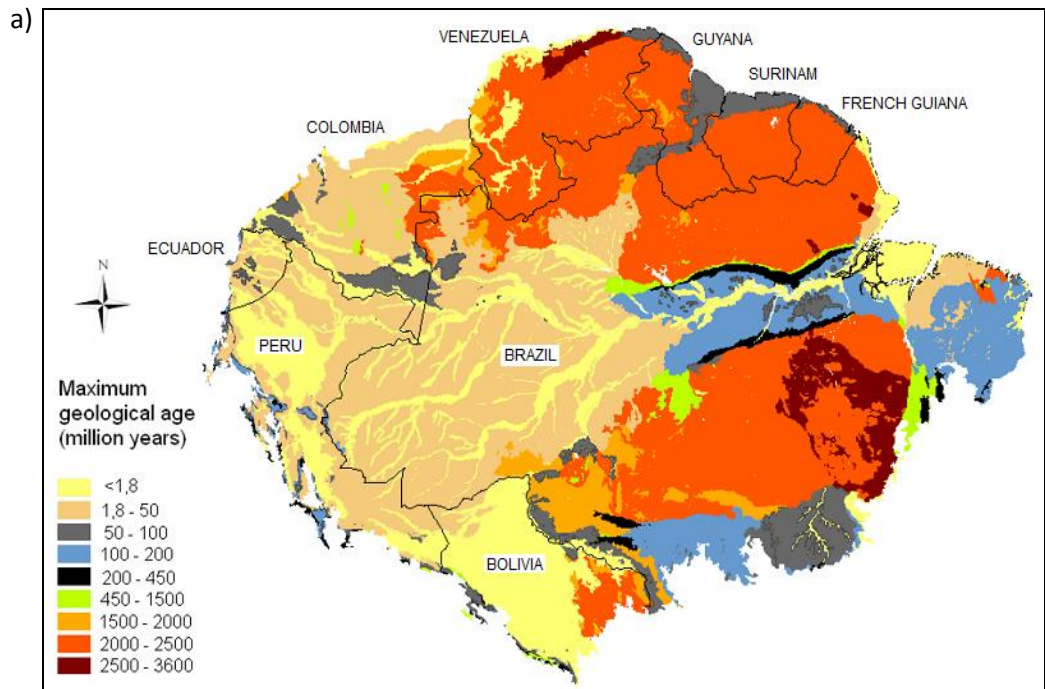 a)
VENEZUELA
GUYANA
SURINAM
FRENCH GUIANA
COLOMBIA
ECUADOR
N
PERU
BRAZIL
BOLIVIA
Maximum
geological age
(million years)
<1,8
1,8 - 50
50 - 100
100 - 200
200 - 450
450 - 1500
1500 - 2000
2000 - 2500
2500 - 3600